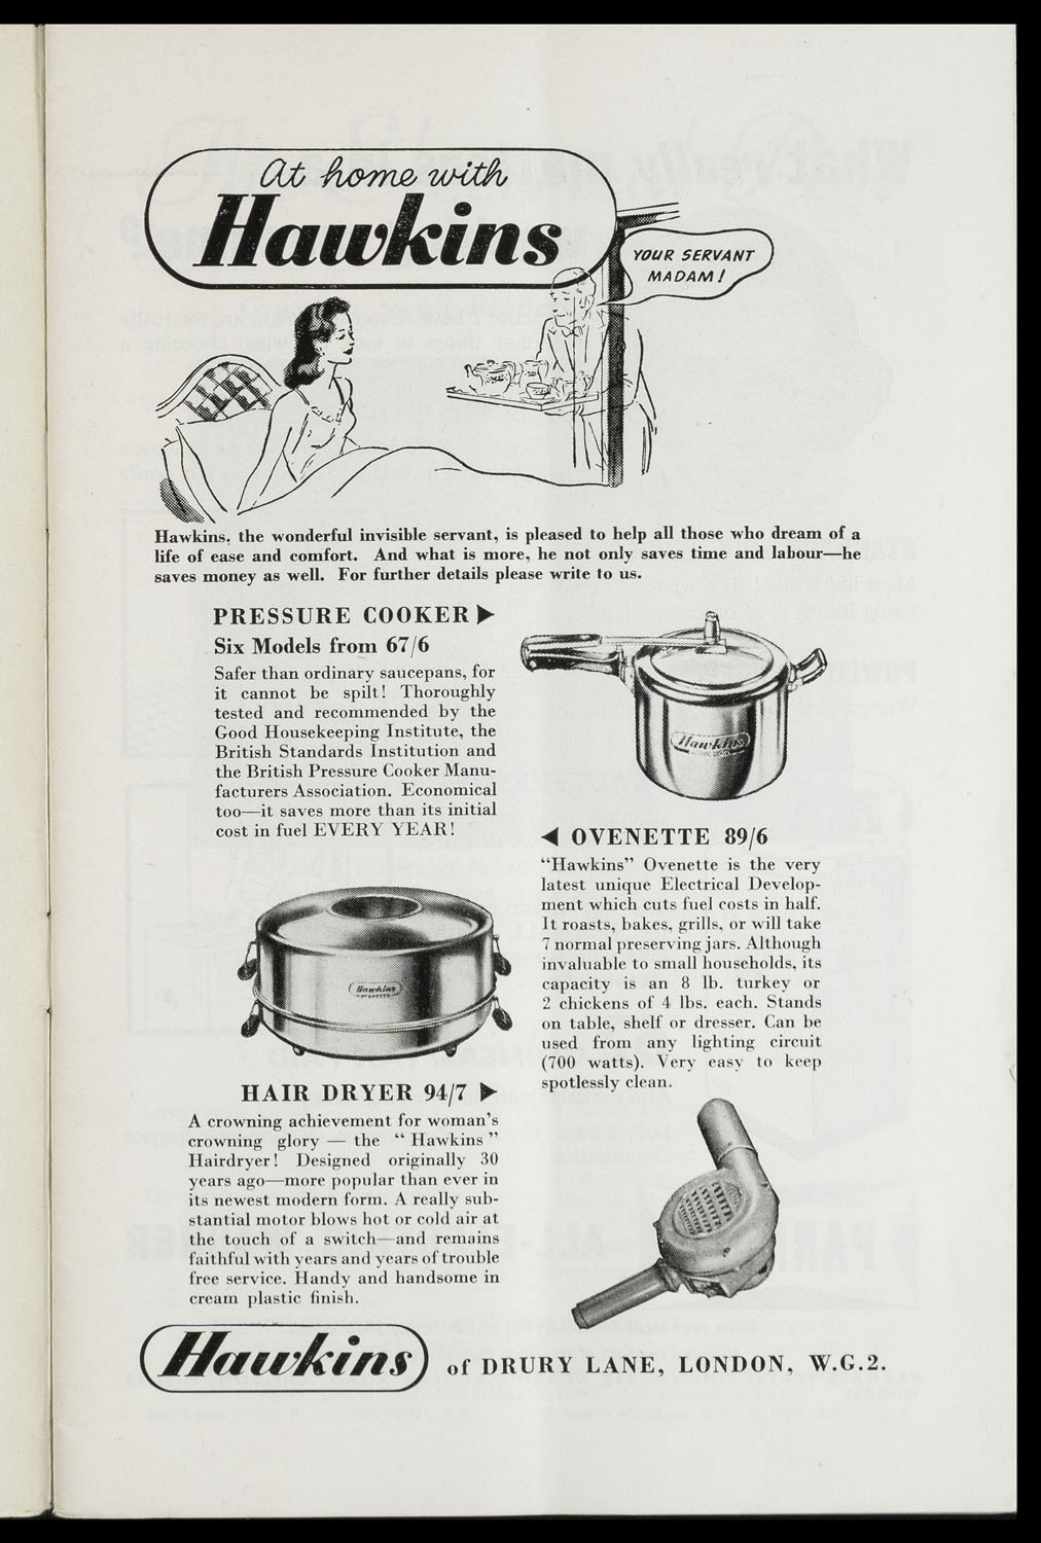 At home with
Hawkins
YOUR SERVANT
MADAM!
Hawkins, the wonderful invisible servant, is pleased to help all those who dream of a
life of ease and comfort. And what is more, he not only saves time and labour—he
saves money as well. For further details please write to us.
PRESSURE COOKER ▶
Six Models from 67/6
Safer than ordinary saucepans, for
it cannot be spilt! Thoroughly
tested and recommended by the
Good Housekeeping Institute, the
British Standards Institution and
the British Pressure Cooker Manu-
facturers Association. Economical
too—it saves more than its initial
cost in fuel EVERY YEAR!
Hawkins
◀ OVENETTE 89/6
"Hawkins" Ovenette is the very
latest unique Electrical Develop-
ment which cuts fuel costs in half.
It roasts, bakes, grills, or will take
7 normal preserving jars. Although
invaluable to small households, its
capacity is an 8 lb. turkey or
2 chickens of 4 lbs. each. Stands
on table, shelf or dresser. Can be
used from any lighting circuit
(700 watts). Very easy to keep
spotlessly clean.
Hawkins
HAIR DRYER 94/7 ▶
A crowning achievement for woman's
crowning glory — the "Hawkins"
Hairdryer! Designed originally 30
years ago—more popular than ever in
its newest modern form. A really sub-
stantial motor blows hot or cold air at
the touch of a switch—and remains
faithful with years and years of trouble
free service. Handy and handsome in
cream plastic finish.
Hawkins of DRURY LANE, LONDON, W.G.2.